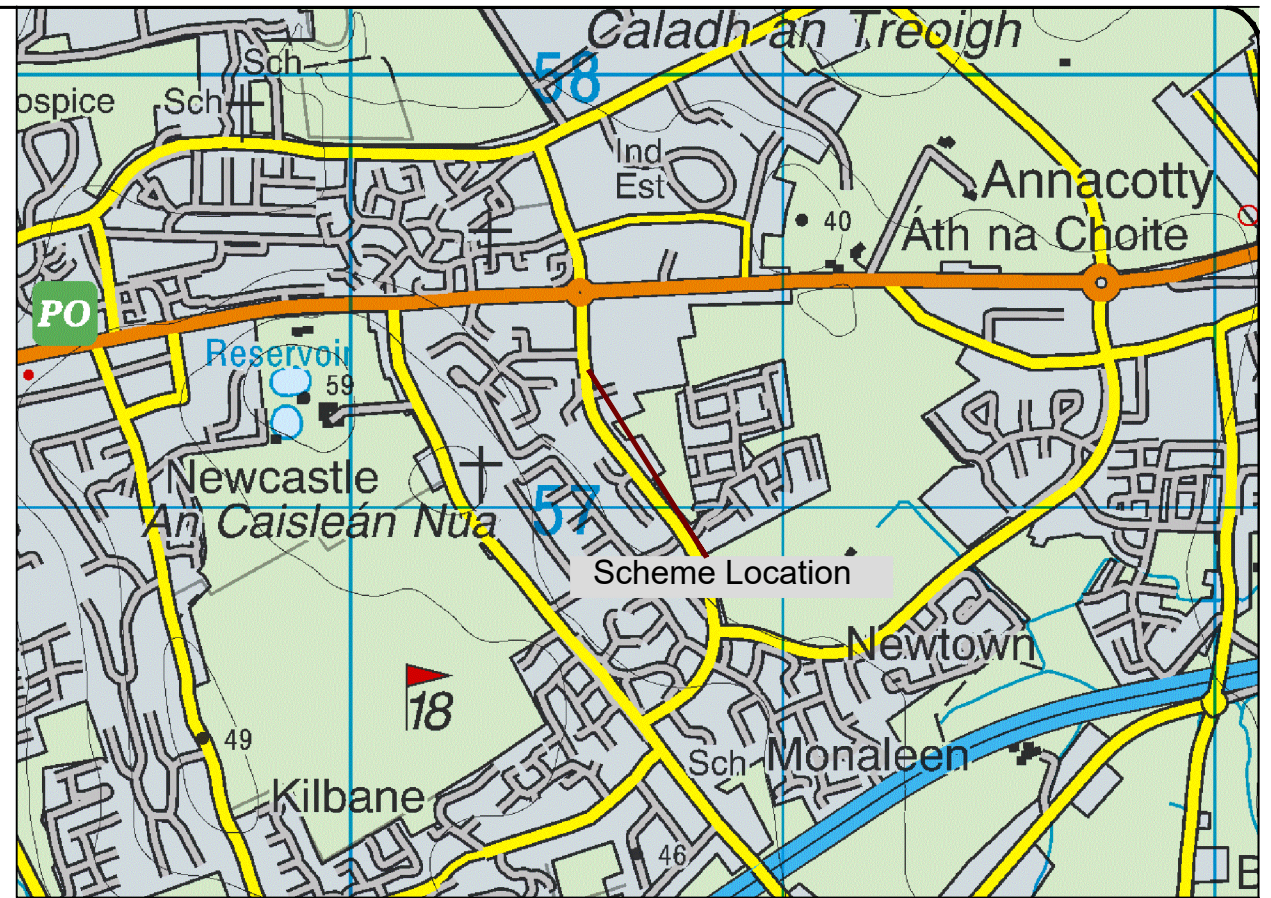 Caladh an Treoigh
Sch
58
ospice
Sch
Ind
Est
Annacotty
40
Áth na Choite
PO
Reservoir
59
Newcastle
An Caisleán Nua
57
Scheme Location
Newtown
18
49
Sch
Monaleen
Kilbane
46
B